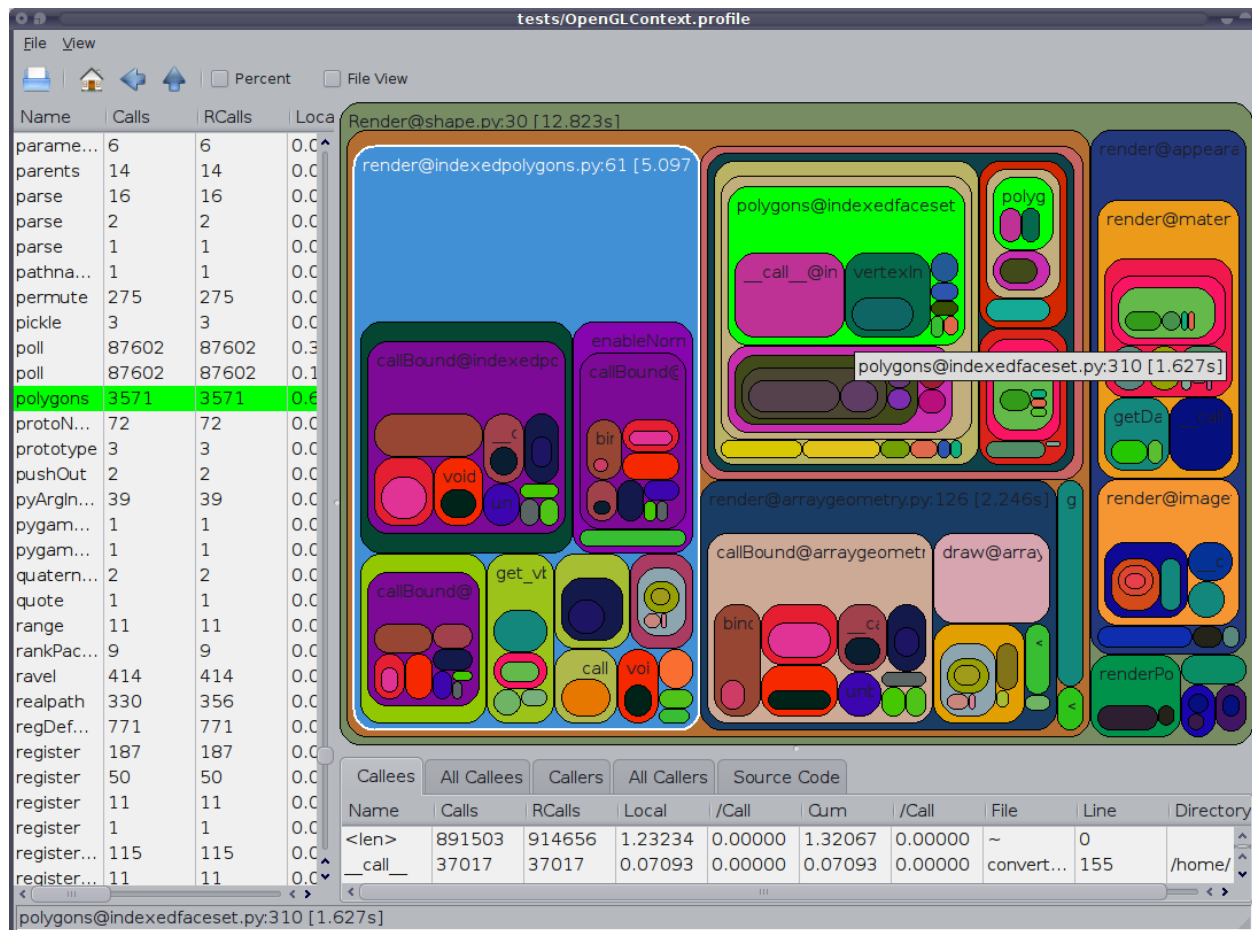 tests/OpenGLContext.profile
File View
Percent File View
Name Calls RCalls Loca
parame... 6 6 0.0
parents 14 14 0.0
parse 16 16 0.0
parse 2 2 0.0
parse 1 1 0.0
pathna... 1 1 0.0
permute 275 275 0.0
pickle 3 3 0.0
poll 87602 87602 0.3
poll 87602 87602 0.1
polygons 3571 3571 0.6
protoN... 72 72 0.0
prototype 3 3 0.0
pushOut 2 2 0.0
pyArgIn... 39 39 0.0
pygam... 1 1 0.0
pygam... 1 1 0.0
quatern... 2 2 0.0
quote 1 1 0.0
range 11 11 0.0
rankPac... 9 9 0.0
ravel 414 414 0.0
realpath 330 356 0.0
regDef... 771 771 0.0
register 187 187 0.0
register 50 50 0.0
register 11 11 0.0
register 1 1 0.0
register... 115 115 0.0
register... 11 11 0.0
Render@shape.py:30 [12.823s]
render@indexedpolygons.py:61 [5.097
callBound@indexedpo
void
un
enableNorm
callBound@
bir
callBound@
get_vb
call
voi
polygons@indexedfaceset
__call__@in
vertexIn
polyg
polygons@indexedfaceset.py:310 [1.627s]
render@arraygeometry.py:126 [2.246s]
g
callBound@arraygeometr
draw@array
bind
__ca
unb
render@appeara
render@mater
getDa
__call
render@image
renderPo
Callees All Callees Callers All Callers Source Code
Name Calls RCalls Local /Call Cum /Call File Line Directory
<len> 891503 914656 1.23234 0.00000 1.32067 0.00000 ~ 0
__call__ 37017 37017 0.07093 0.00000 0.07093 0.00000 convert... 155 /home/
polygons@indexedfaceset.py:310 [1.627s]